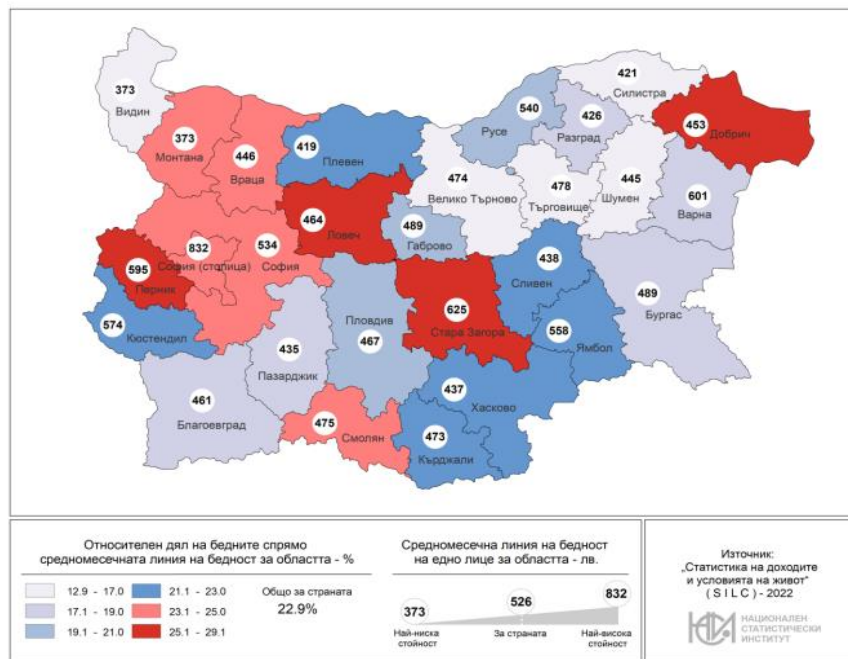 373
Видин
373
Монтана
446
Враца
419
Плевен
464
Ловеч
474
Велико Търново
489
Габрово
540
Русе
426
Разград
421
Силистра
453
Добрич
478
Търговище
445
Шумен
601
Варна
832
София (столица)
534
София
595
Перник
574
Кюстендил
461
Благоевград
435
Пазарджик
Пловдив
467
625
Стара Загора
438
Сливен
558
Ямбол
489
Бургас
437
Хасково
475
Смолян
473
Кърджали
Относителен дял на бедните спрямо
средномесечната линия на бедност за областта - %
12.9 - 17.0
17.1 - 19.0
19.1 - 21.0
21.1 - 23.0
23.1 - 25.0
25.1 - 29.1
Общо за страната
22.9%
Средномесечна линия на бедност
на едно лице за областта - лв.
373
526
832
Най-ниска
стойност
За страната
Най-висока
стойност
Източник:
„Статистика на доходите
и условията на живот“
( S I L C ) - 2022
НСИ
НАЦИОНАЛЕН
СТАТИСТИЧЕСКИ
ИНСТИТУТ